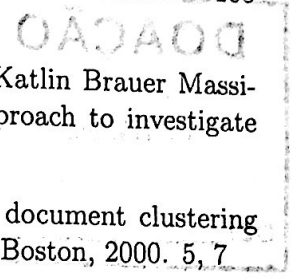 DOAÇÃO
Katlin Brauer Massi-
proach to investigate
document clustering
Boston, 2000. 5, 7